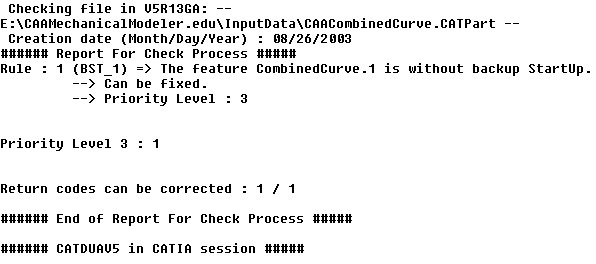 Checking file in V5R13GA: --
E:\CAAMechanicalModeler.edu\InputData\CAACombinedCurve.CATPart --
Creation date (Month/Day/Year) : 08/26/2003
###### Report For Check Process #####
Rule : 1 (BST_1) => The feature CombinedCurve.1 is without backup StartUp.
--> Can be fixed.
--> Priority Level : 3
Priority Level 3 : 1
Return codes can be corrected : 1 / 1
###### End of Report For Check Process #####
###### CATDUAV5 in CATIA session #####